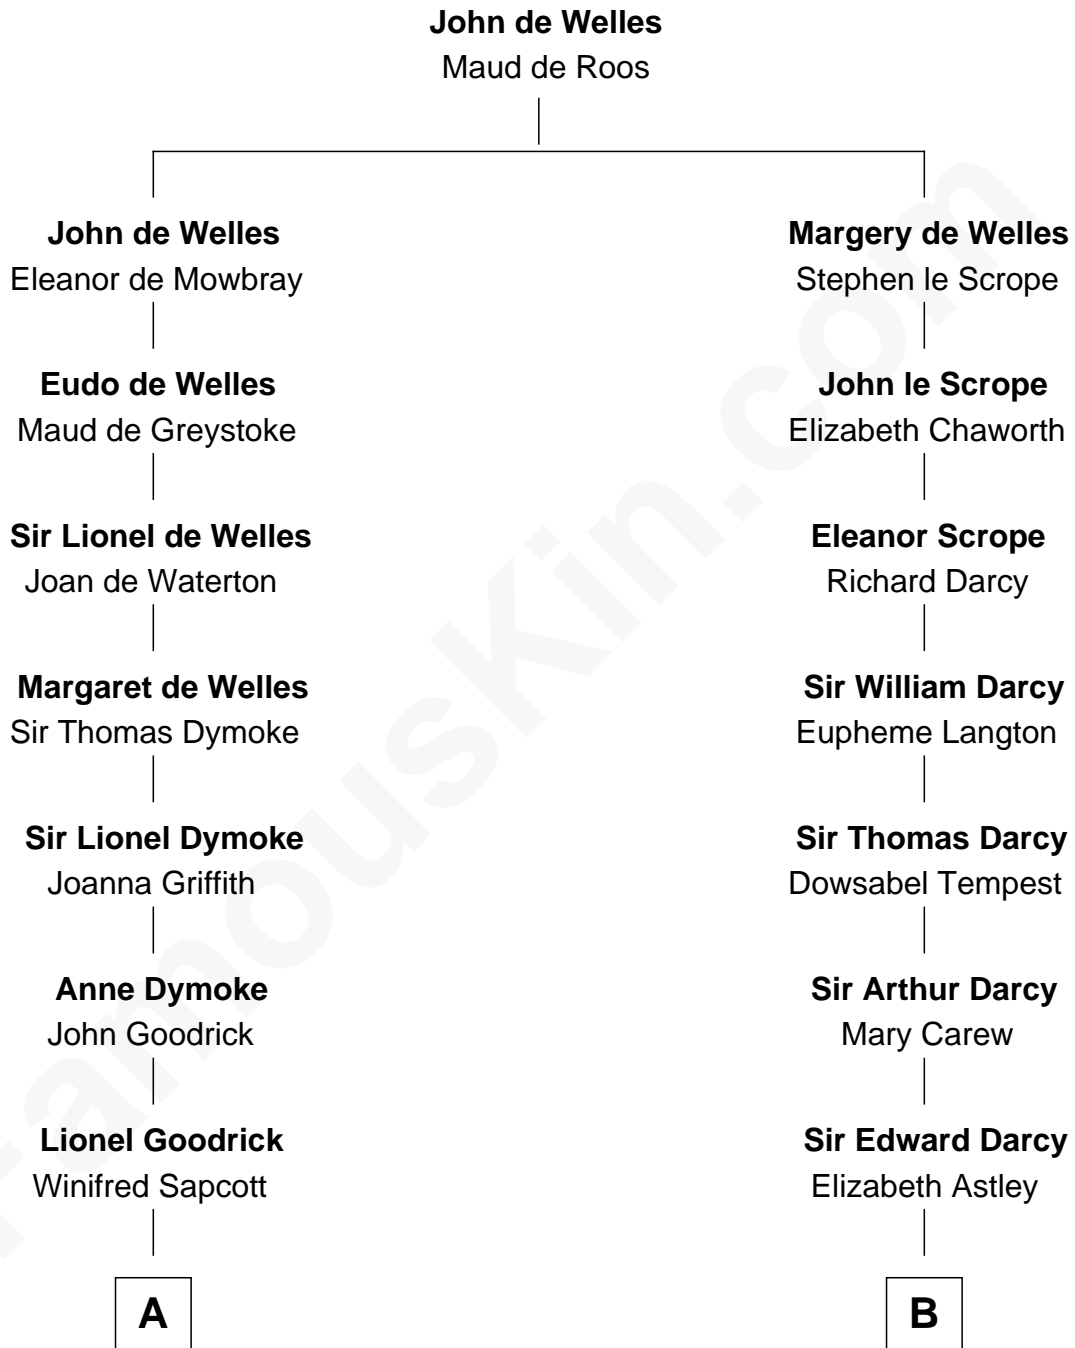 John de Welles
Maud de Roos
John de Welles
Eleanor de Mowbray
Eudo de Welles
Maud de Greystoke
Sir Lionel de Welles
Joan de Waterton
Margaret de Welles
Sir Thomas Dymoke
Sir Lionel Dymoke
Joanna Griffith
Anne Dymoke
John Goodrick
Lionel Goodrick
Winifred Sapcott
A
Margery de Welles
Stephen le Scrope
John le Scrope
Elizabeth Chaworth
Eleanor Scrope
Richard Darcy
Sir William Darcy
Eupheme Langton
Sir Thomas Darcy
Dowsabel Tempest
Sir Arthur Darcy
Mary Carew
Sir Edward Darcy
Elizabeth Astley
B
FamousKin.com